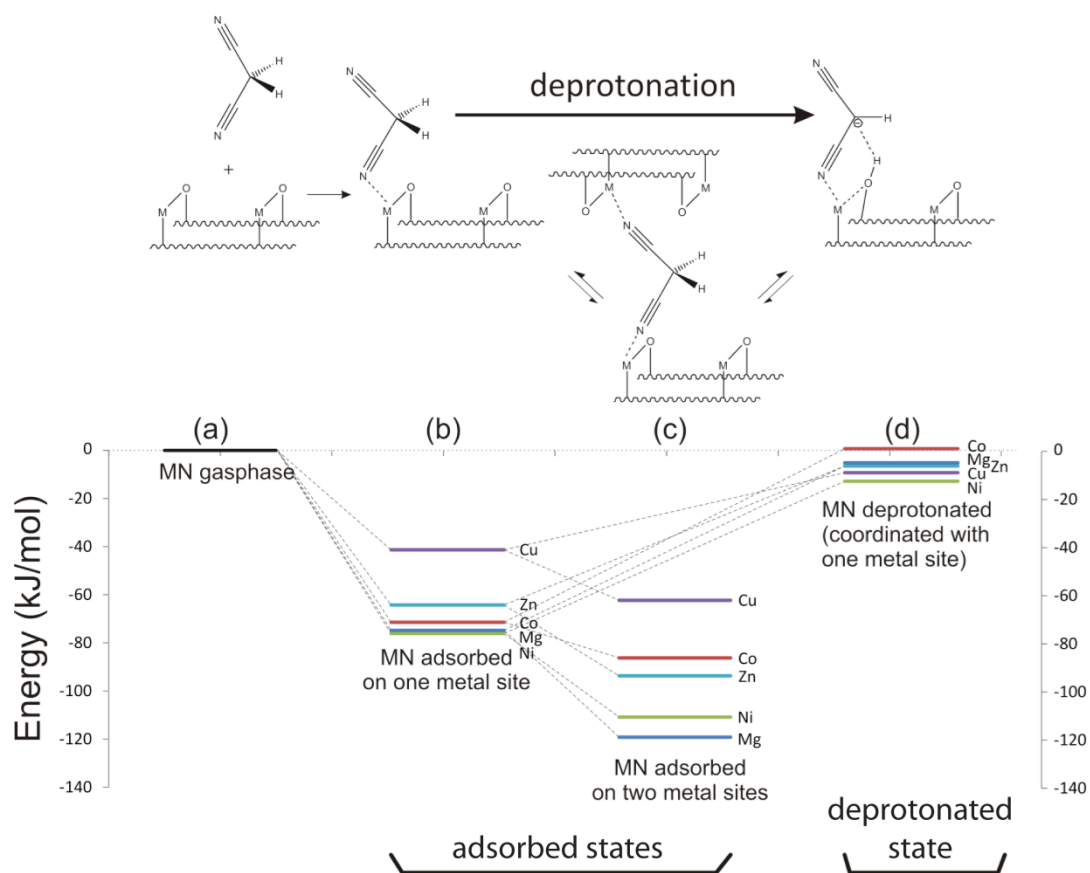 N
H
H
N
+
M
O
M
O
N
H
H
N
M
O
M
O
deprotonation
M
M
O
O
N
H
H
N
M
O
M
O
N
⊖
H
N
H
O
M
M
O
(a)
(b)
(c)
(d)
Energy (kJ/mol)
0
-20
-40
-60
-80
-100
-120
-140
MN gasphase
Cu
Zn
Co
Mg
Ni
MN adsorbed
on one metal site
Cu
Co
Zn
Ni
Mg
MN adsorbed
on two metal sites
Co
Mg
Zn
Cu
Ni
MN deprotonated
(coordinated with
one metal site)
0
-20
-40
-60
-80
-100
-120
-140
adsorbed states
deprotonated
state